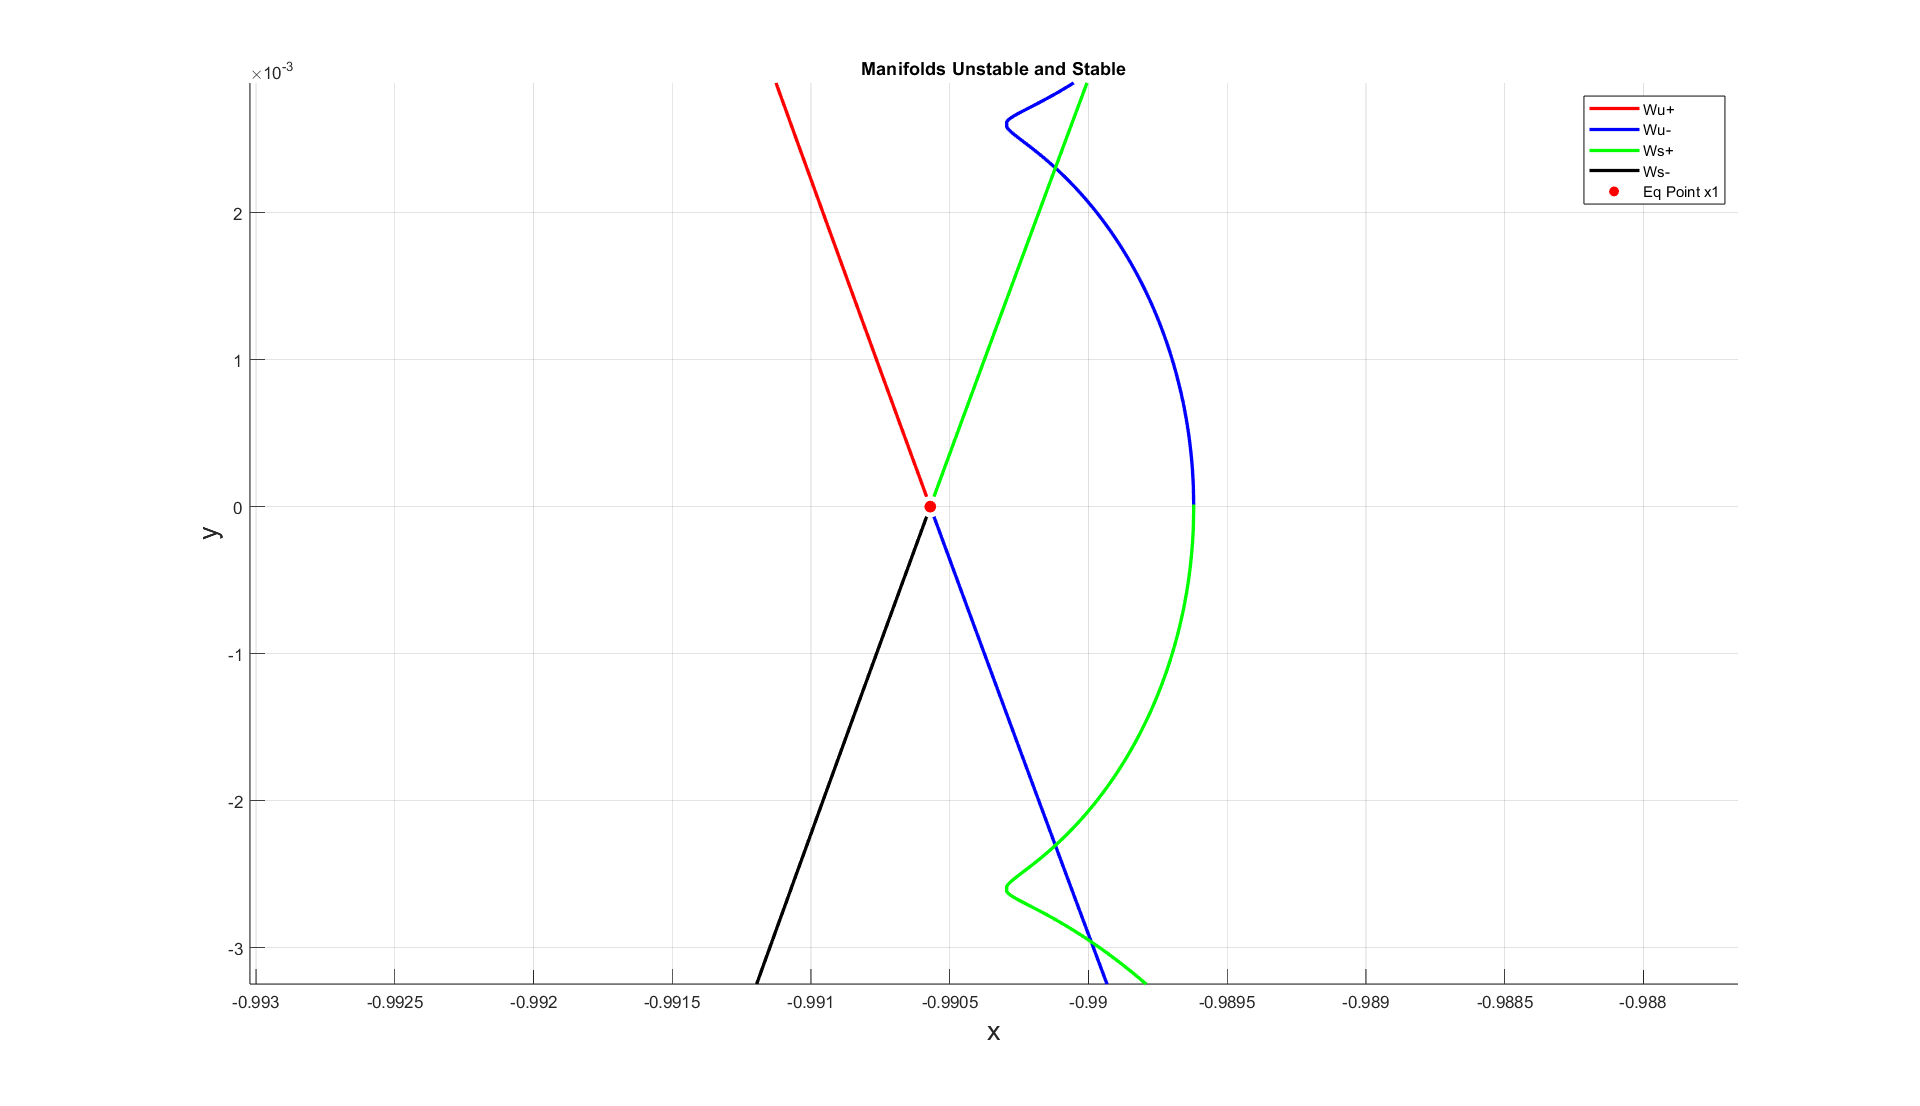 Manifolds Unstable and Stable
×10⁻³
Wu+
Wu-
Ws+
Ws-
Eq Point x1
2
1
0
-1
-2
-3
y
-0.993 -0.9925 -0.992 -0.9915 -0.991 -0.9905 -0.99 -0.9895 -0.989 -0.9885 -0.988
x